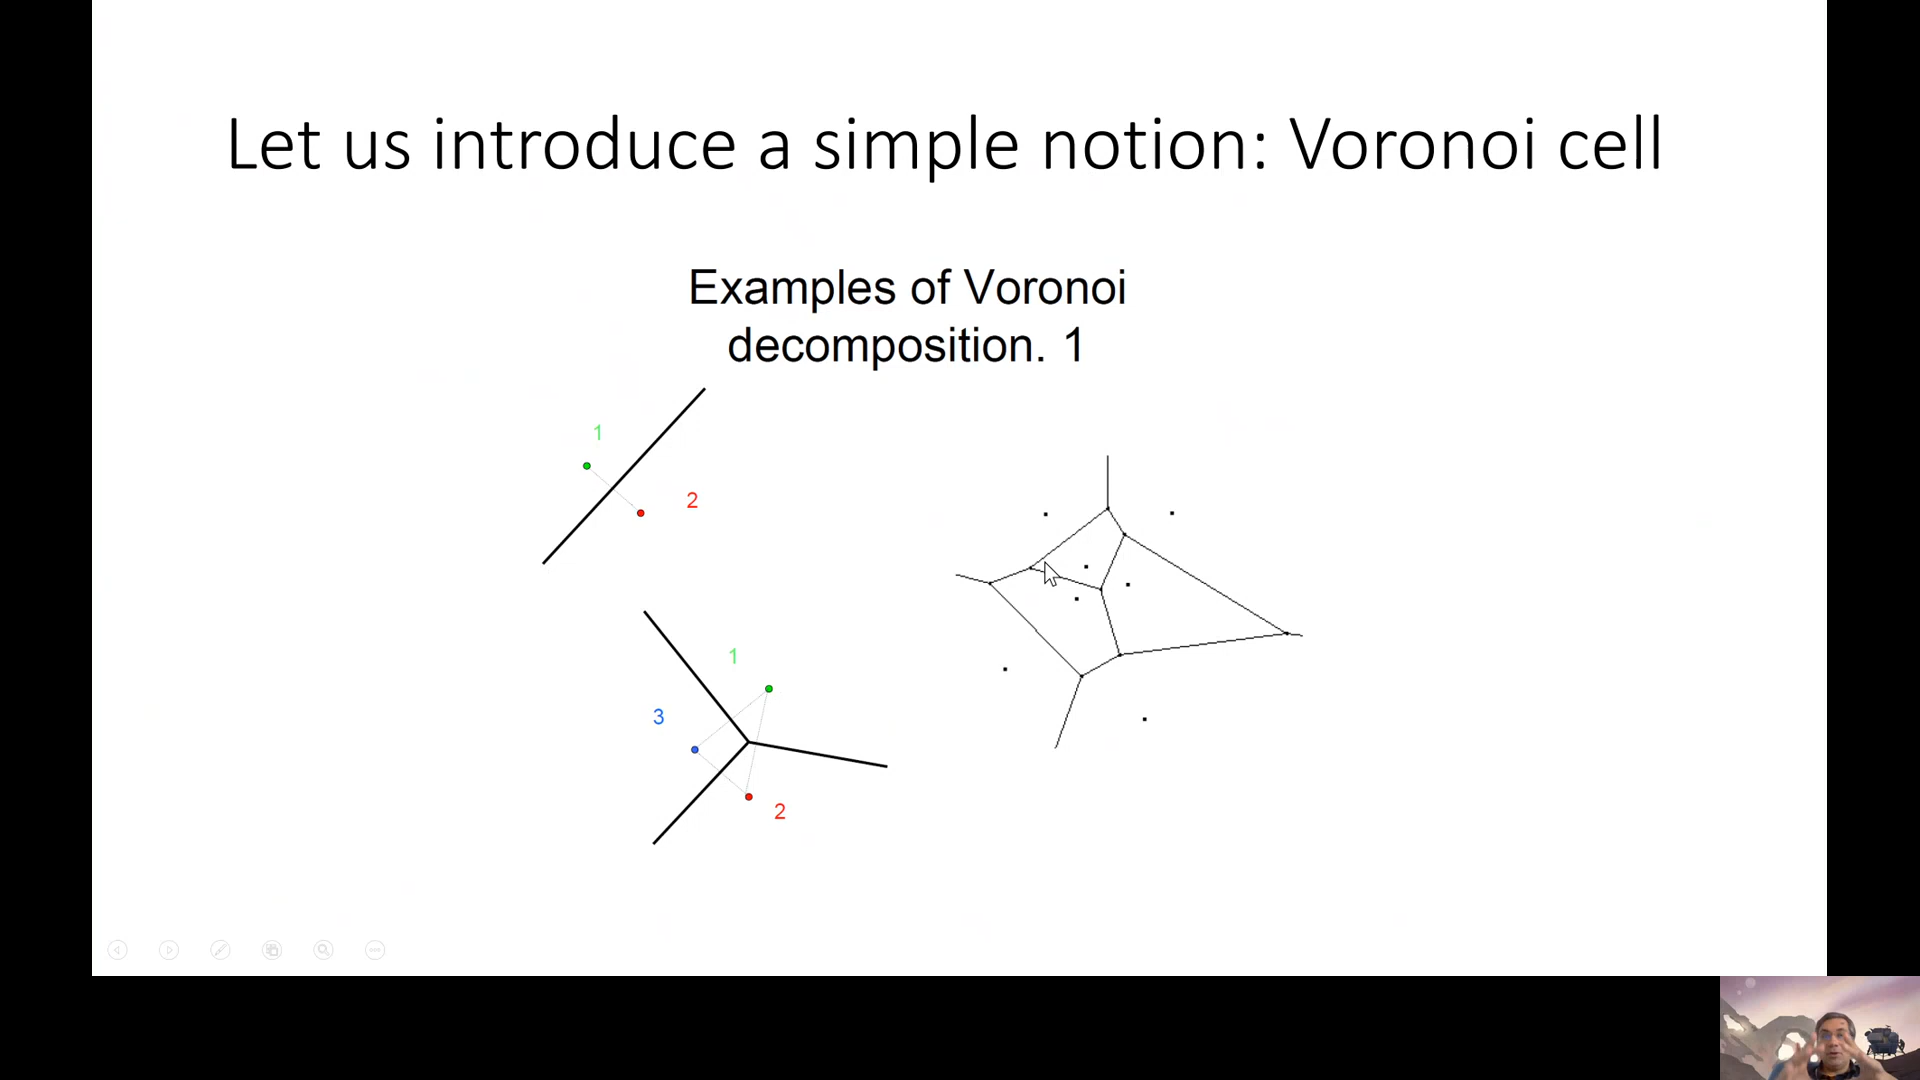 Let us introduce a simple notion: Voronoi cell
Examples of Voronoi
decomposition. 1
1
2
1
3
2